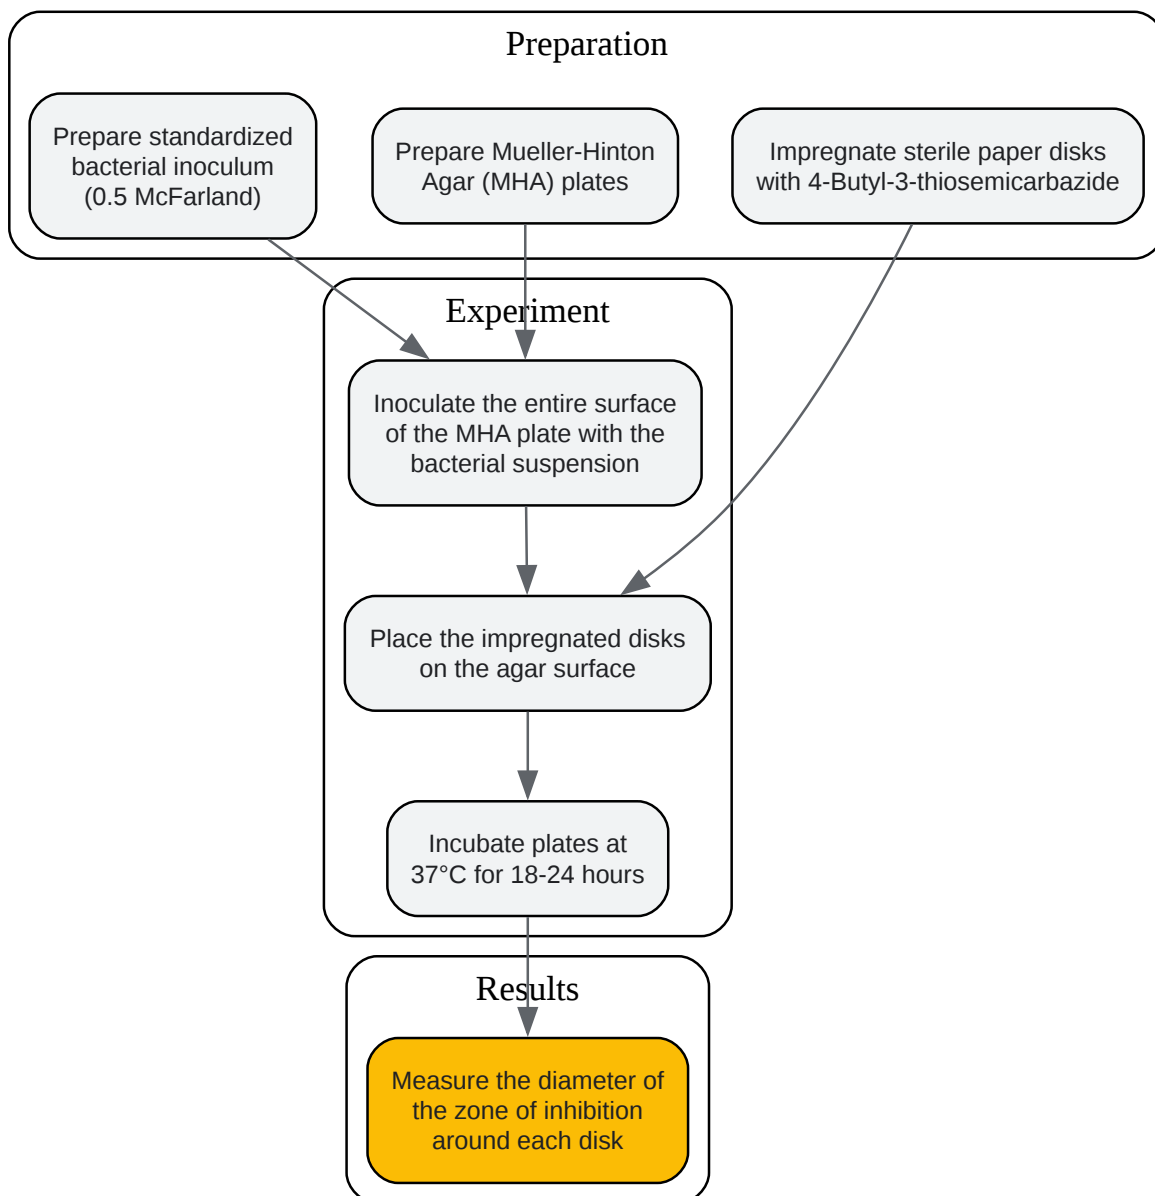 Preparation
Prepare standardized
bacterial inoculum
(0.5 McFarland)
Prepare Mueller-Hinton
Agar (MHA) plates
Impregnate sterile paper disks
with 4-Butyl-3-thiosemicarbazide
Experiment
Inoculate the entire surface
of the MHA plate with the
bacterial suspension
Place the impregnated disks
on the agar surface
Incubate plates at
37°C for 18-24 hours
Results
Measure the diameter of
the zone of inhibition
around each disk